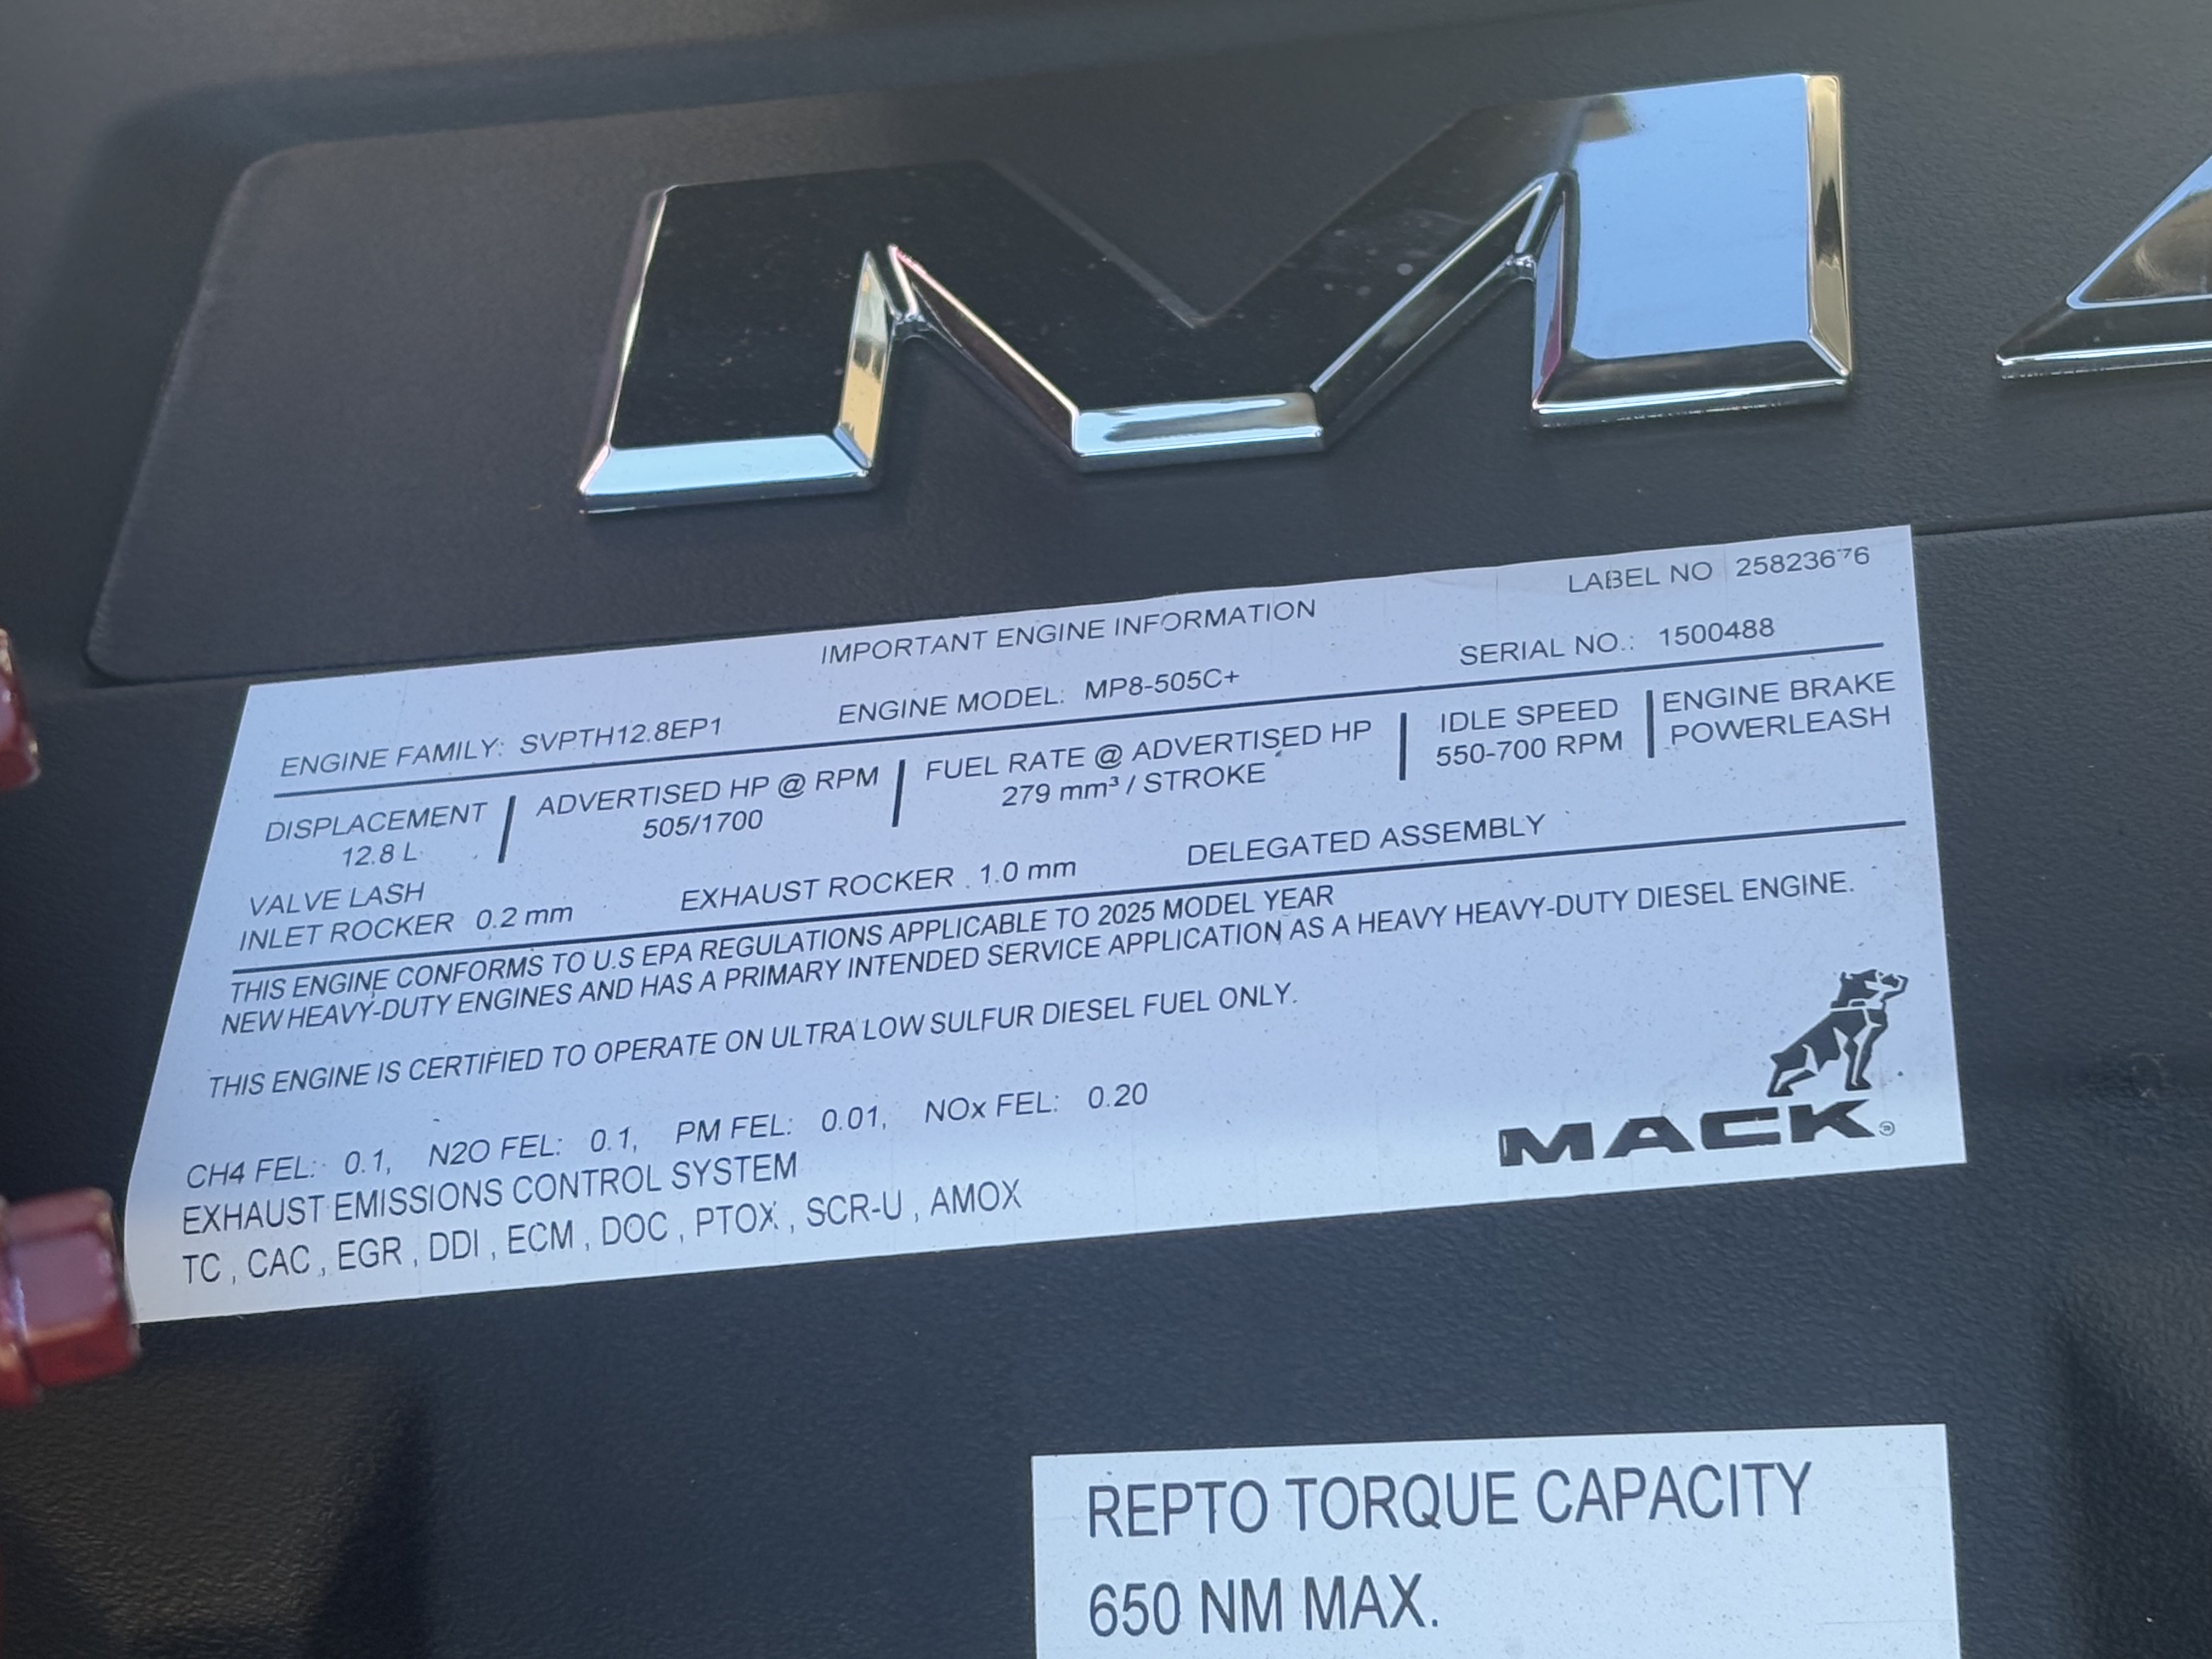 MA
IMPORTANT ENGINE INFORMATION
LABEL NO 25823676
ENGINE FAMILY: SVPTH12.8EP1 ENGINE MODEL: MP8-505C+ SERIAL NO.: 1500488
DISPLACEMENT
12.8 L
ADVERTISED HP @ RPM
505/1700
FUEL RATE @ ADVERTISED HP
279 mm³ / STROKE
IDLE SPEED
550-700 RPM
ENGINE BRAKE
POWERLEASH
VALVE LASH
INLET ROCKER 0.2 mm EXHAUST ROCKER 1.0 mm DELEGATED ASSEMBLY
THIS ENGINE CONFORMS TO U.S EPA REGULATIONS APPLICABLE TO 2025 MODEL YEAR
NEW HEAVY-DUTY ENGINES AND HAS A PRIMARY INTENDED SERVICE APPLICATION AS A HEAVY HEAVY-DUTY DIESEL ENGINE.
THIS ENGINE IS CERTIFIED TO OPERATE ON ULTRA LOW SULFUR DIESEL FUEL ONLY.
CH4 FEL: 0.1, N2O FEL: 0.1, PM FEL: 0.01, NOx FEL: 0.20
EXHAUST EMISSIONS CONTROL SYSTEM
TC , CAC , EGR , DDI , ECM , DOC , PTOX , SCR-U , AMOX
MACK®
REPTO TORQUE CAPACITY
650 NM MAX.